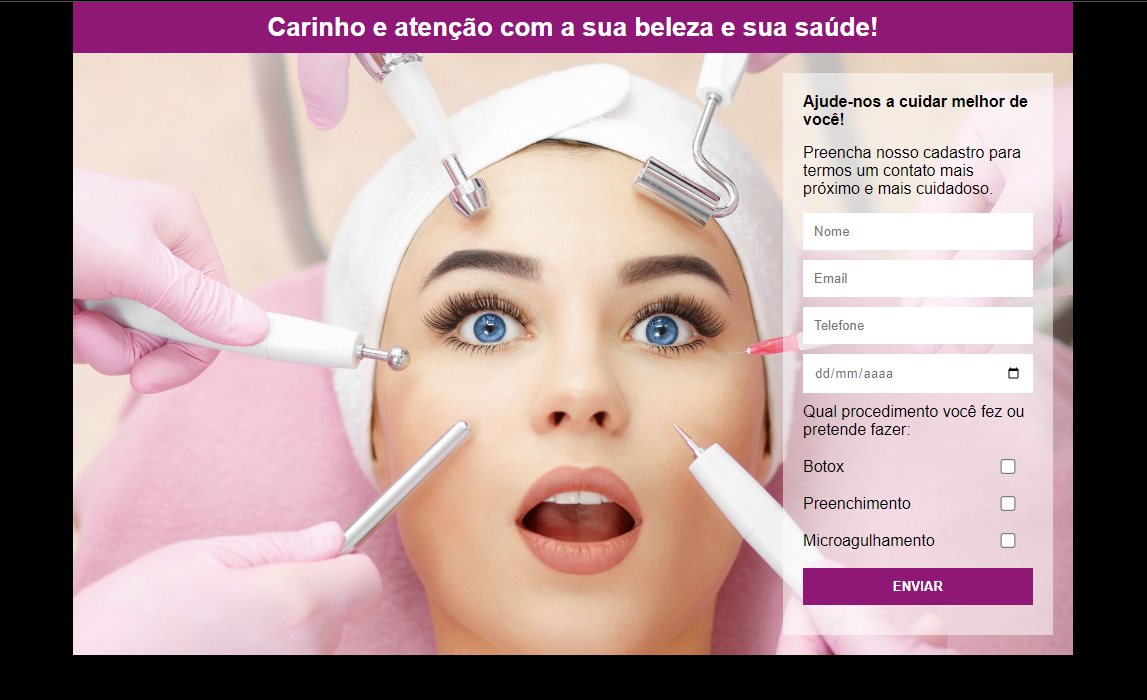 Carinho e atenção com a sua beleza e sua saúde!
Ajude-nos a cuidar melhor de
você!
Preencha nosso cadastro para
termos um contato mais
próximo e mais cuidadoso.
Nome
Email
Telefone
dd/mm/aaaa
Qual procedimento você fez ou
pretende fazer:
Botox
Preenchimento
Microagulhamento
ENVIAR